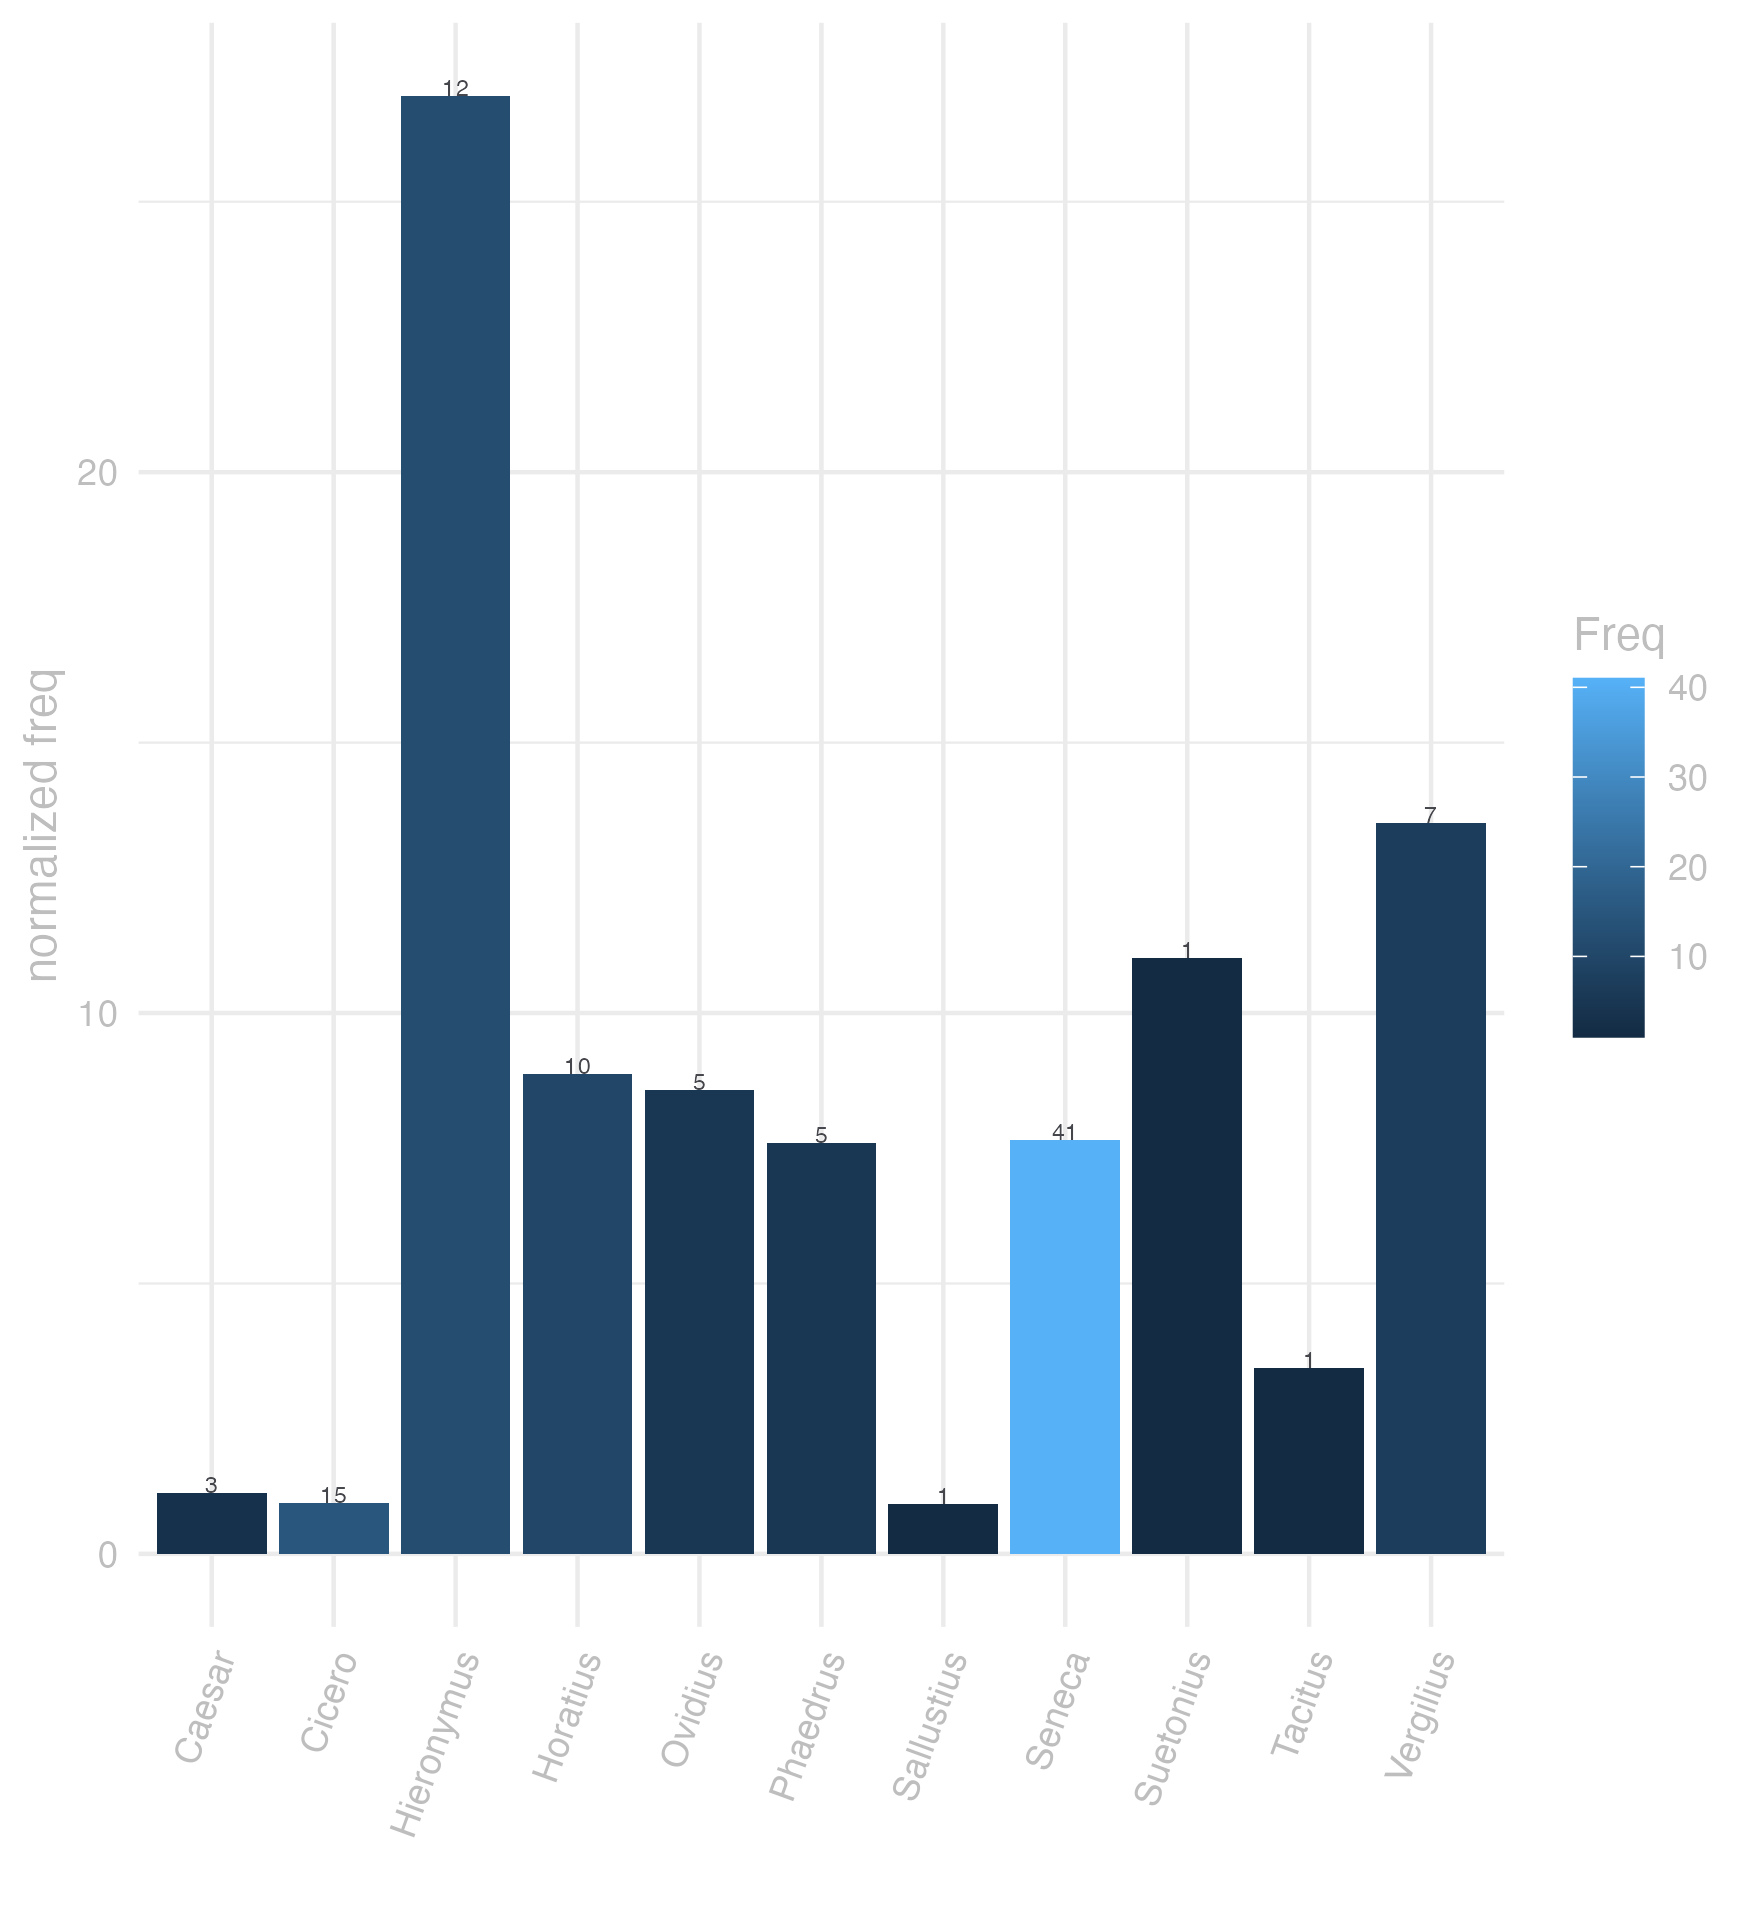 12
20
7
1
10
10
5
5
41
1
3
15
1
0
normalized freq
Caesar
Cicero
Hieronymus
Horatius
Ovidius
Phaedrus
Sallustius
Seneca
Suetonius
Tacitus
Vergilius
Freq
40
30
20
10